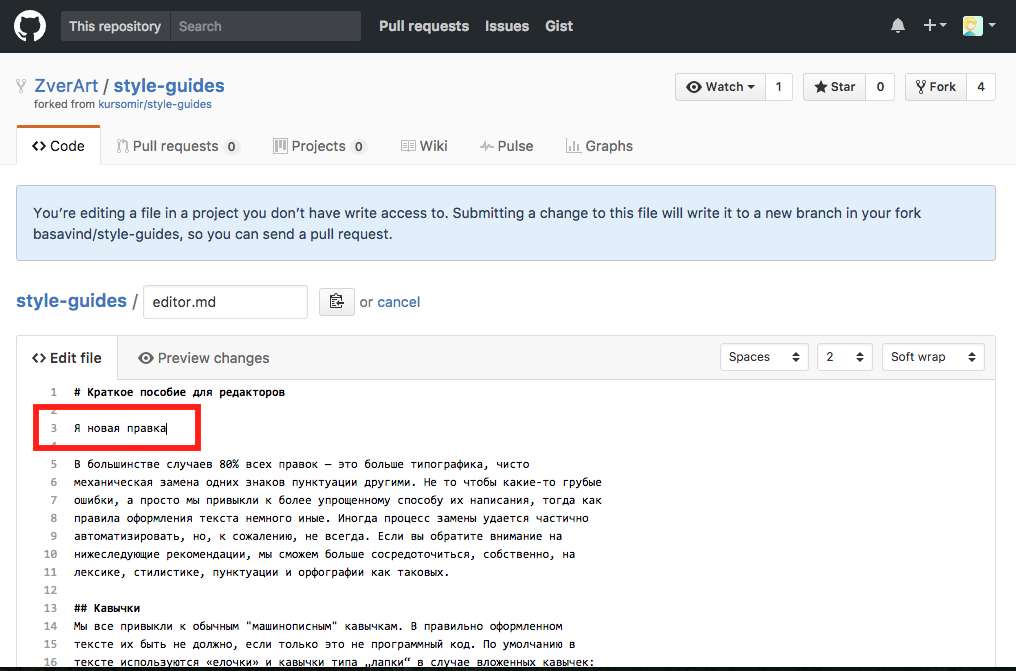 This repository Search Pull requests Issues Gist
ZverArt / style-guides
forked from kursomir/style-guides
Watch 1 Star 0 Fork 4
Code Pull requests 0 Projects 0 Wiki Pulse Graphs
You’re editing a file in a project you don’t have write access to. Submitting a change to this file will write it to a new branch in your fork
basavind/style-guides, so you can send a pull request.
style-guides / editor.md or cancel
Edit file Preview changes Spaces 2 Soft wrap
1 # Краткое пособие для редакторов
2
3 Я новая правка
4
5 В большинстве случаев 80% всех правок — это больше типографика, чисто
6 механическая замена одних знаков пунктуации другими. Не то чтобы какие-то грубые
7 ошибки, а просто мы привыкли к более упрощенному способу их написания, тогда как
8 правила оформления текста немного иные. Иногда процесс замены удается частично
9 автоматизировать, но, к сожалению, не всегда. Если вы обратите внимание на
10 нижеследующие рекомендации, мы сможем больше сосредоточиться, собственно, на
11 лексике, стилистике, пунктуации и орфографии как таковых.
12
13 ## Кавычки
14 Мы все привыкли к обычным "машинописным" кавычкам. В правильно оформленном
15 тексте их быть не должно, если только это не программный код. По умолчанию в
16 тексте используются «елочки» и кавычки типа „лапки“ в случае вложенных кавычек: